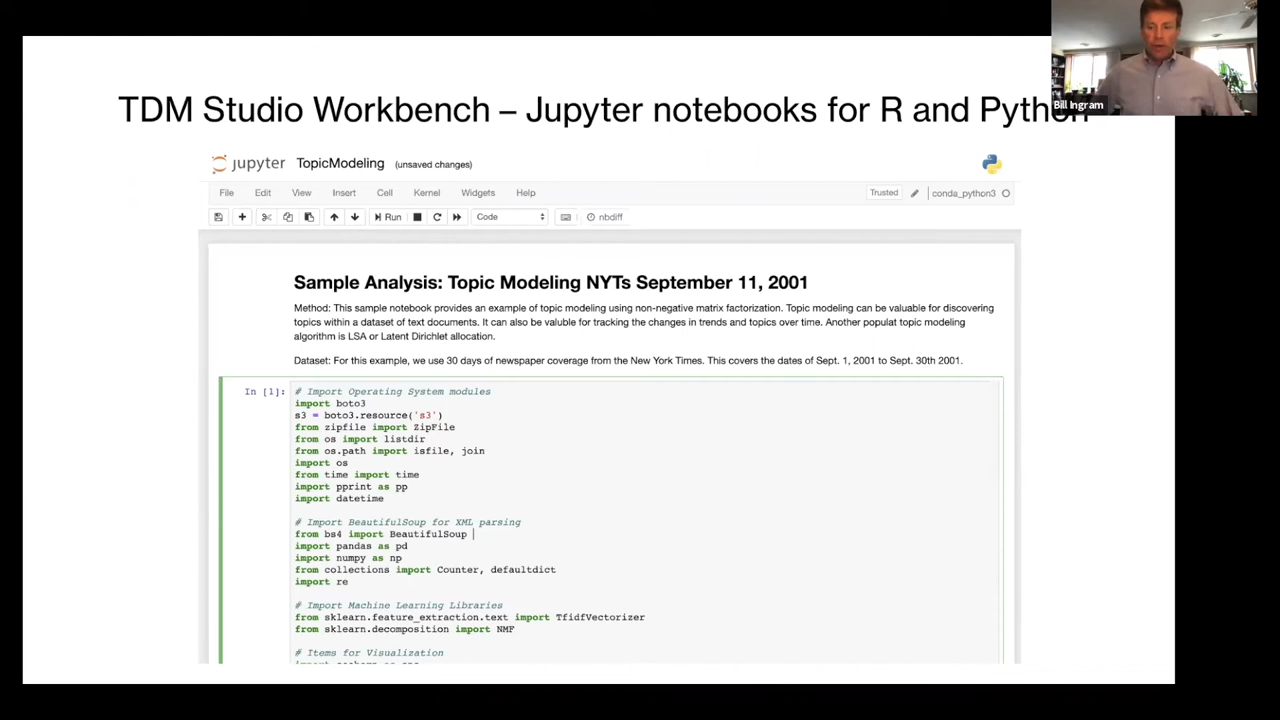 Bill Ingram
TDM Studio Workbench – Jupyter notebooks for R and Python
jupyter TopicModeling (unsaved changes)
File Edit View Insert Cell Kernel Widgets Help Trusted conda_python3
Run Code nbdiff
Sample Analysis: Topic Modeling NYTs September 11, 2001
Method: This sample notebook provides an example of topic modeling using non-negative matrix factorization. Topic modeling can be valuable for discovering
topics within a dataset of text documents. It can also be valuble for tracking the changes in trends and topics over time. Another populat topic modeling
algorithm is LSA or Latent Dirichlet allocation.
Dataset: For this example, we use 30 days of newspaper coverage from the New York Times. This covers the dates of Sept. 1, 2001 to Sept. 30th 2001.
In [1]: # Import Operating System modules
import boto3
s3 = boto3.resource('s3')
from zipfile import ZipFile
from os import listdir
from os.path import isfile, join
import os
from time import time
import pprint as pp
import datetime
# Import BeautifulSoup for XML parsing
from bs4 import BeautifulSoup
import pandas as pd
import numpy as np
from collections import Counter, defaultdict
import re
# Import Machine Learning Libraries
from sklearn.feature_extraction.text import TfidfVectorizer
from sklearn.decomposition import NMF
# Items for Visualization